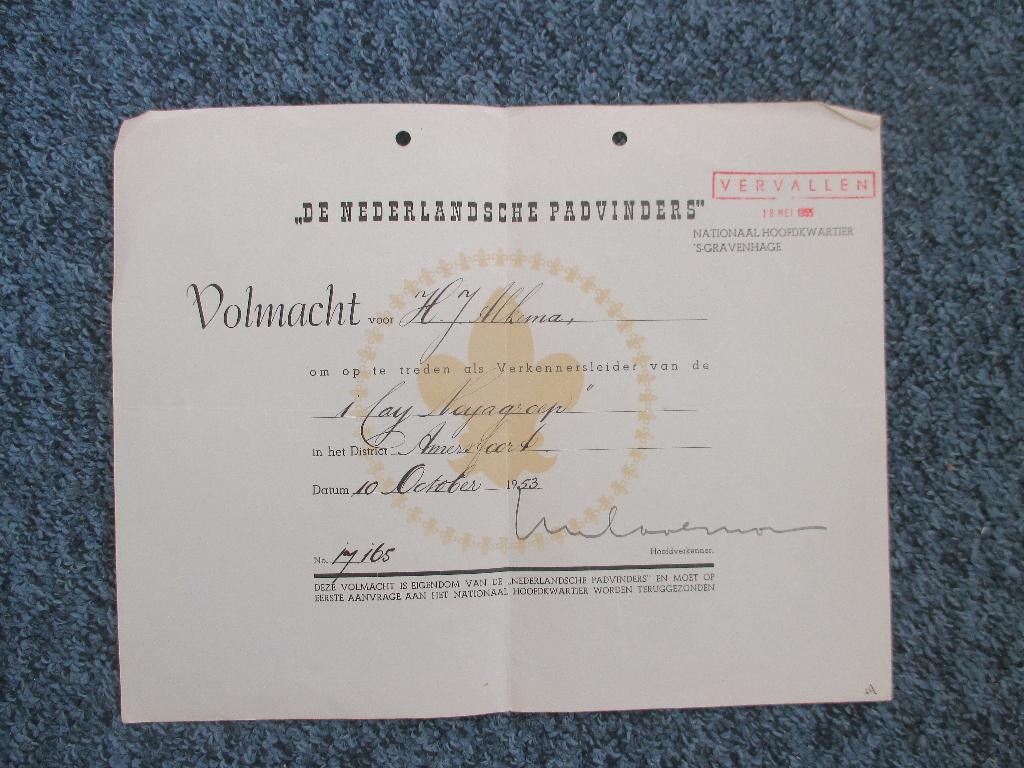 VERVALLEN
18 MEI 1955
„DE NEDERLANDSCHE PADVINDERS”
NATIONAAL HOOFDKWARTIER
'S-GRAVENHAGE
Volmacht voor H. J.
om op te treden als Verkennersleider van de
in het District Amersfoort
Datum 10 October 1953
Hoofdverkenner.
No. 17165
DEZE VOLMACHT IS EIGENDOM VAN DE „NEDERLANDSCHE PADVINDERS” EN MOET OP
EERSTE AANVRAGE AAN HET NATIONAAL HOOFDKWARTIER WORDEN TERUGGEZONDEN